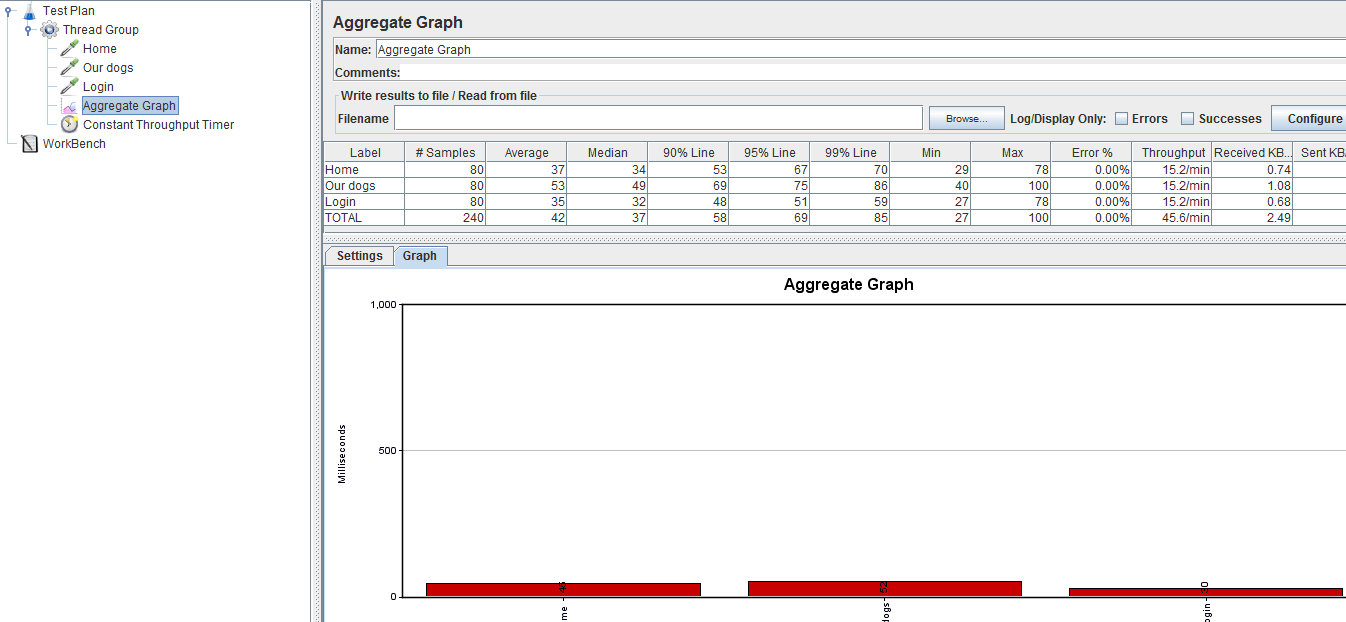 Test Plan
Thread Group
Home
Our dogs
Login
Aggregate Graph
Constant Throughput Timer
WorkBench
Aggregate Graph
Name: Aggregate Graph
Comments:
Write results to file / Read from file
Filename Browse... Log/Display Only: Errors Successes Configure
Label # Samples Average Median 90% Line 95% Line 99% Line Min Max Error % Throughput Received KB... Sent KB/
Home 80 37 34 53 67 70 29 78 0.00% 15.2/min 0.74
Our dogs 80 53 49 69 75 86 40 100 0.00% 15.2/min 1.08
Login 80 35 32 48 51 59 27 78 0.00% 15.2/min 0.68
TOTAL 240 42 37 58 69 85 27 100 0.00% 45.6/min 2.49
Settings Graph
Aggregate Graph
1,000
500
0
Milliseconds
52
me
dogs
ogin